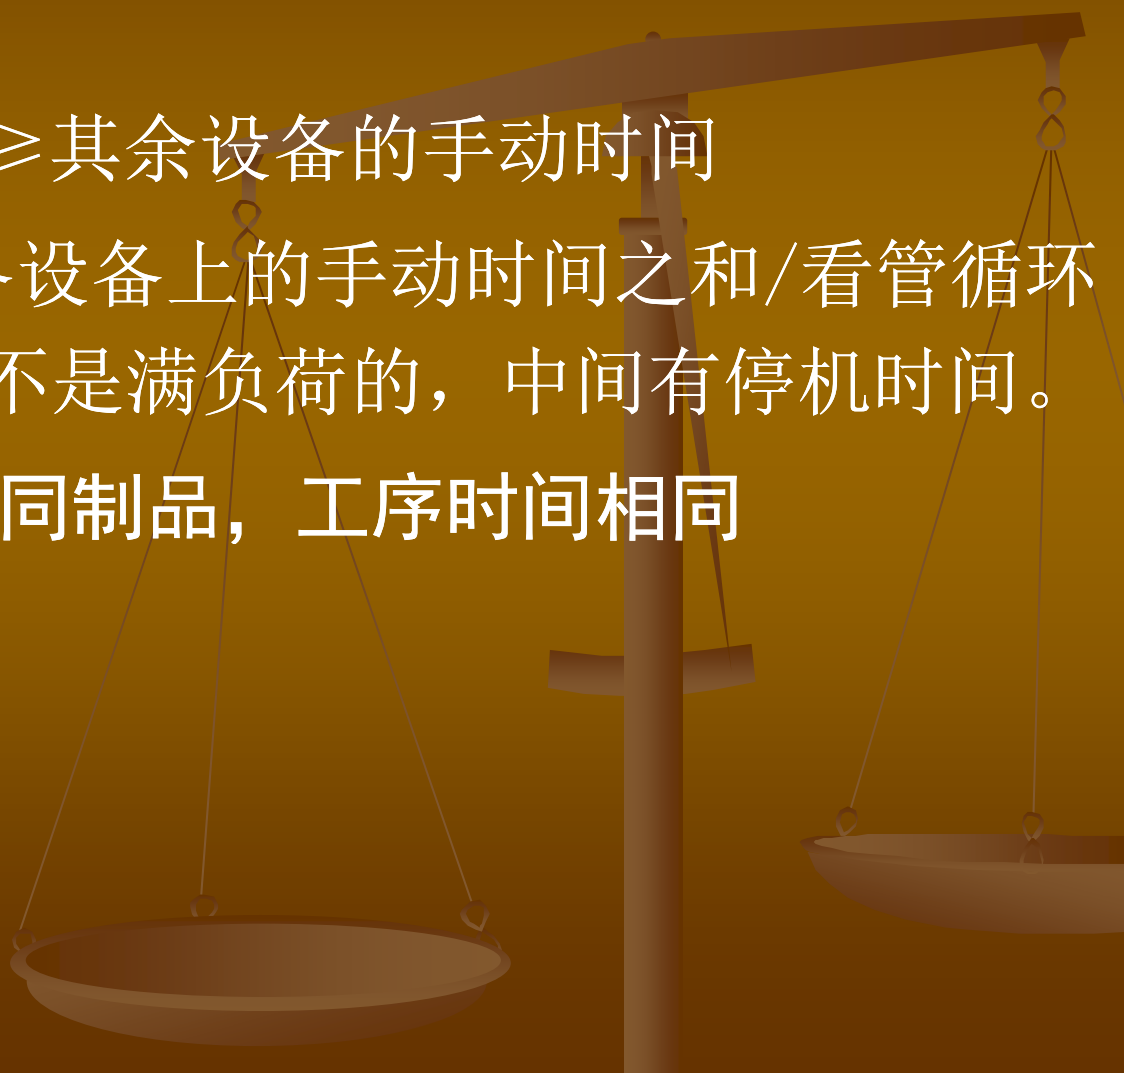 ≥其余设备的手动时间
设备上的手动时间之和/看管循环
不是满负荷的，中间有停机时间。
同制品，工序时间相同